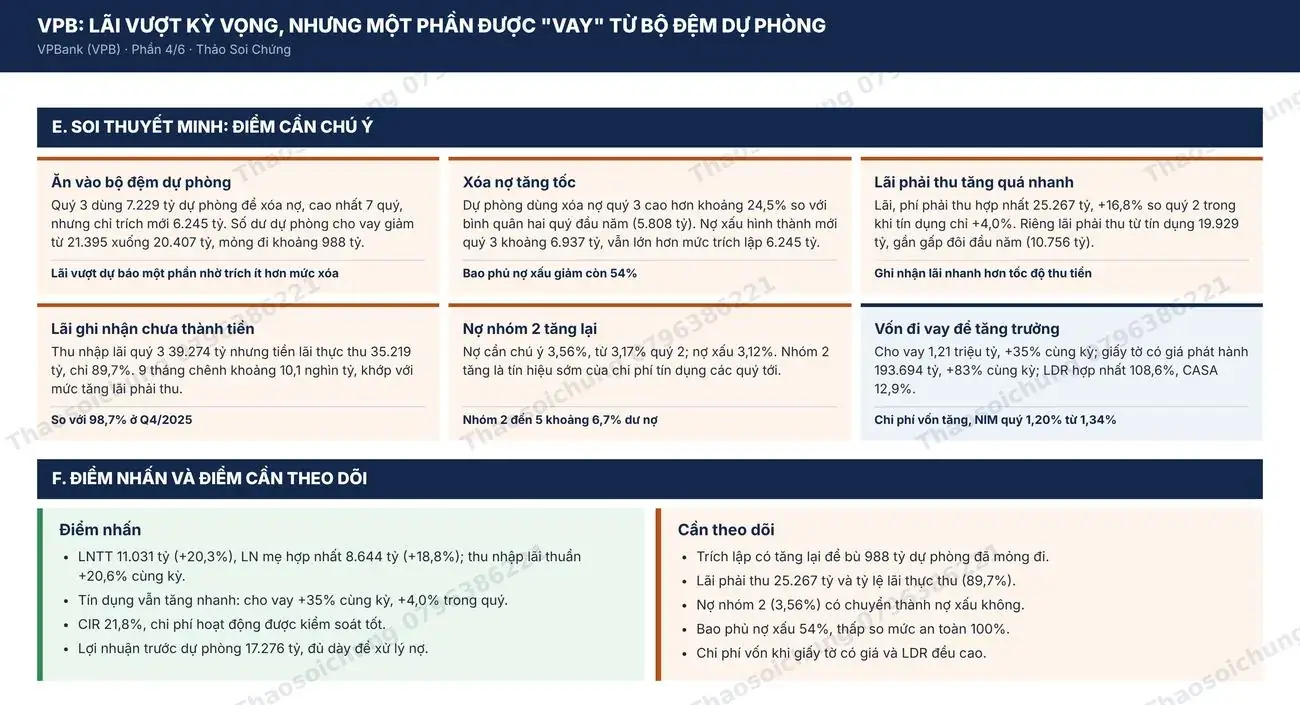 VPB: LÃI VƯỢT KỲ VỌNG, NHƯNG MỘT PHẦN ĐƯỢC "VAY" TỪ BỘ ĐỆM DỰ PHÒNG
VPBank (VPB) · Phần 4/6 · Thảo Soi Chứng
E. SOI THUYẾT MINH: ĐIỂM CẦN CHÚ Ý
Ăn vào bộ đệm dự phòng
Quý 3 dùng 7.229 tỷ dự phòng để xóa nợ, cao nhất 7 quý,
nhưng chỉ trích mới 6.245 tỷ. Số dư dự phòng cho vay giảm
từ 21.395 xuống 20.407 tỷ, mỏng đi khoảng 988 tỷ.
Lãi vượt dự báo một phần nhờ trích ít hơn mức xóa
Xóa nợ tăng tốc
Dự phòng dùng xóa nợ quý 3 cao hơn khoảng 24,5% so với
bình quân hai quý đầu năm (5.808 tỷ). Nợ xấu hình thành mới
quý 3 khoảng 6.937 tỷ, vẫn lớn hơn mức trích lập 6.245 tỷ.
Bao phủ nợ xấu giảm còn 54%
Lãi phải thu tăng quá nhanh
Lãi, phí phải thu hợp nhất 25.267 tỷ, +16,8% so quý 2 trong
khi tín dụng chỉ +4,0%. Riêng lãi phải thu từ tín dụng 19.929
tỷ, gần gấp đôi đầu năm (10.756 tỷ).
Ghi nhận lãi nhanh hơn tốc độ thu tiền
Lãi ghi nhận chưa thành tiền
Thu nhập lãi quý 3 39.274 tỷ nhưng tiền lãi thực thu 35.219
tỷ, chỉ 89,7%. 9 tháng chênh khoảng 10,1 nghìn tỷ, khớp với
mức tăng lãi phải thu.
So với 98,7% ở Q4/2025
Nợ nhóm 2 tăng lại
Nợ cần chú ý 3,56%, từ 3,17% quý 2; nợ xấu 3,12%. Nhóm 2
tăng là tín hiệu sớm của chi phí tín dụng các quý tới.
Nhóm 2 đến 5 khoảng 6,7% dư nợ
Vốn đi vay để tăng trưởng
Cho vay 1,21 triệu tỷ, +35% cùng kỳ; giấy tờ có giá phát hành
193.694 tỷ, +83% cùng kỳ; LDR hợp nhất 108,6%, CASA
12,9%.
Chi phí vốn tăng, NIM quý 1,20% từ 1,34%
F. ĐIỂM NHẤN VÀ ĐIỂM CẦN THEO DÕI
Điểm nhấn
• LNTT 11.031 tỷ (+20,3%), LN mẹ hợp nhất 8.644 tỷ (+18,8%); thu nhập lãi thuần
+20,6% cùng kỳ.
• Tín dụng vẫn tăng nhanh: cho vay +35% cùng kỳ, +4,0% trong quý.
• CIR 21,8%, chi phí hoạt động được kiểm soát tốt.
• Lợi nhuận trước dự phòng 17.276 tỷ, đủ dày để xử lý nợ.
Cần theo dõi
• Trích lập có tăng lại để bù 988 tỷ dự phòng đã mỏng đi.
• Lãi phải thu 25.267 tỷ và tỷ lệ lãi thực thu (89,7%).
• Nợ nhóm 2 (3,56%) có chuyển thành nợ xấu không.
• Bao phủ nợ xấu 54%, thấp so mức an toàn 100%.
• Chi phí vốn khi giấy tờ có giá và LDR đều cao.
Thaosoichung 0796386221